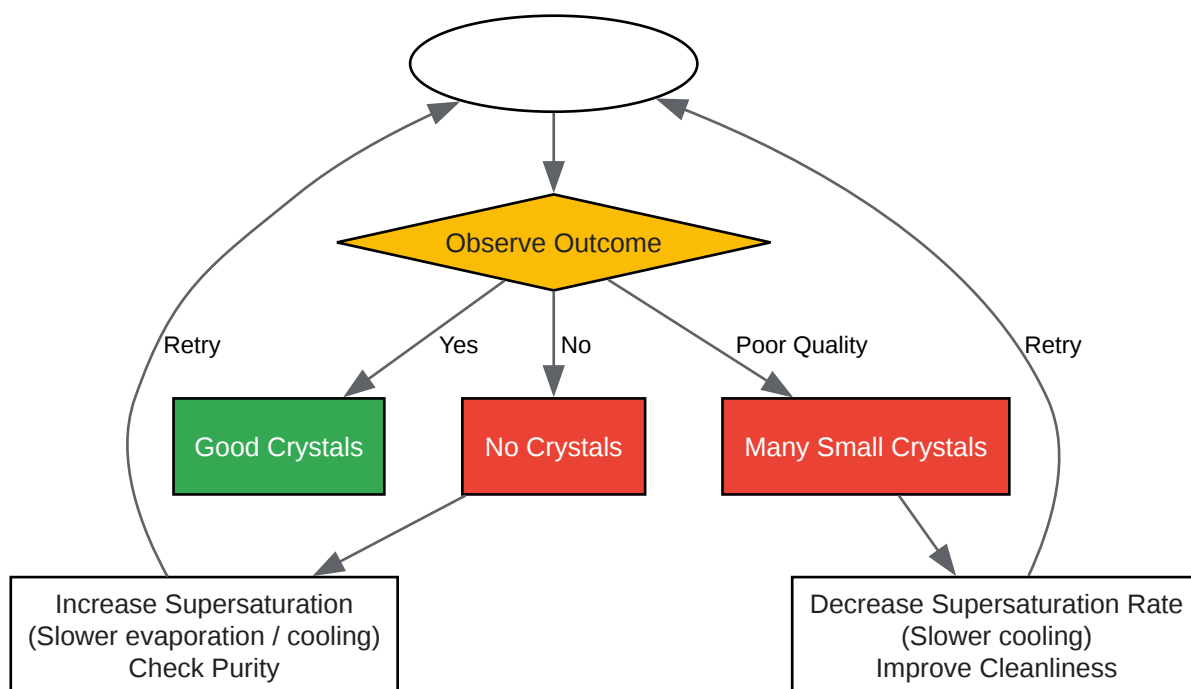 Observe Outcome
Retry
Yes
No
Poor Quality
Retry
Good Crystals
No Crystals
Many Small Crystals
Increase Supersaturation
(Slower evaporation / cooling)
Check Purity
Decrease Supersaturation Rate
(Slower cooling)
Improve Cleanliness